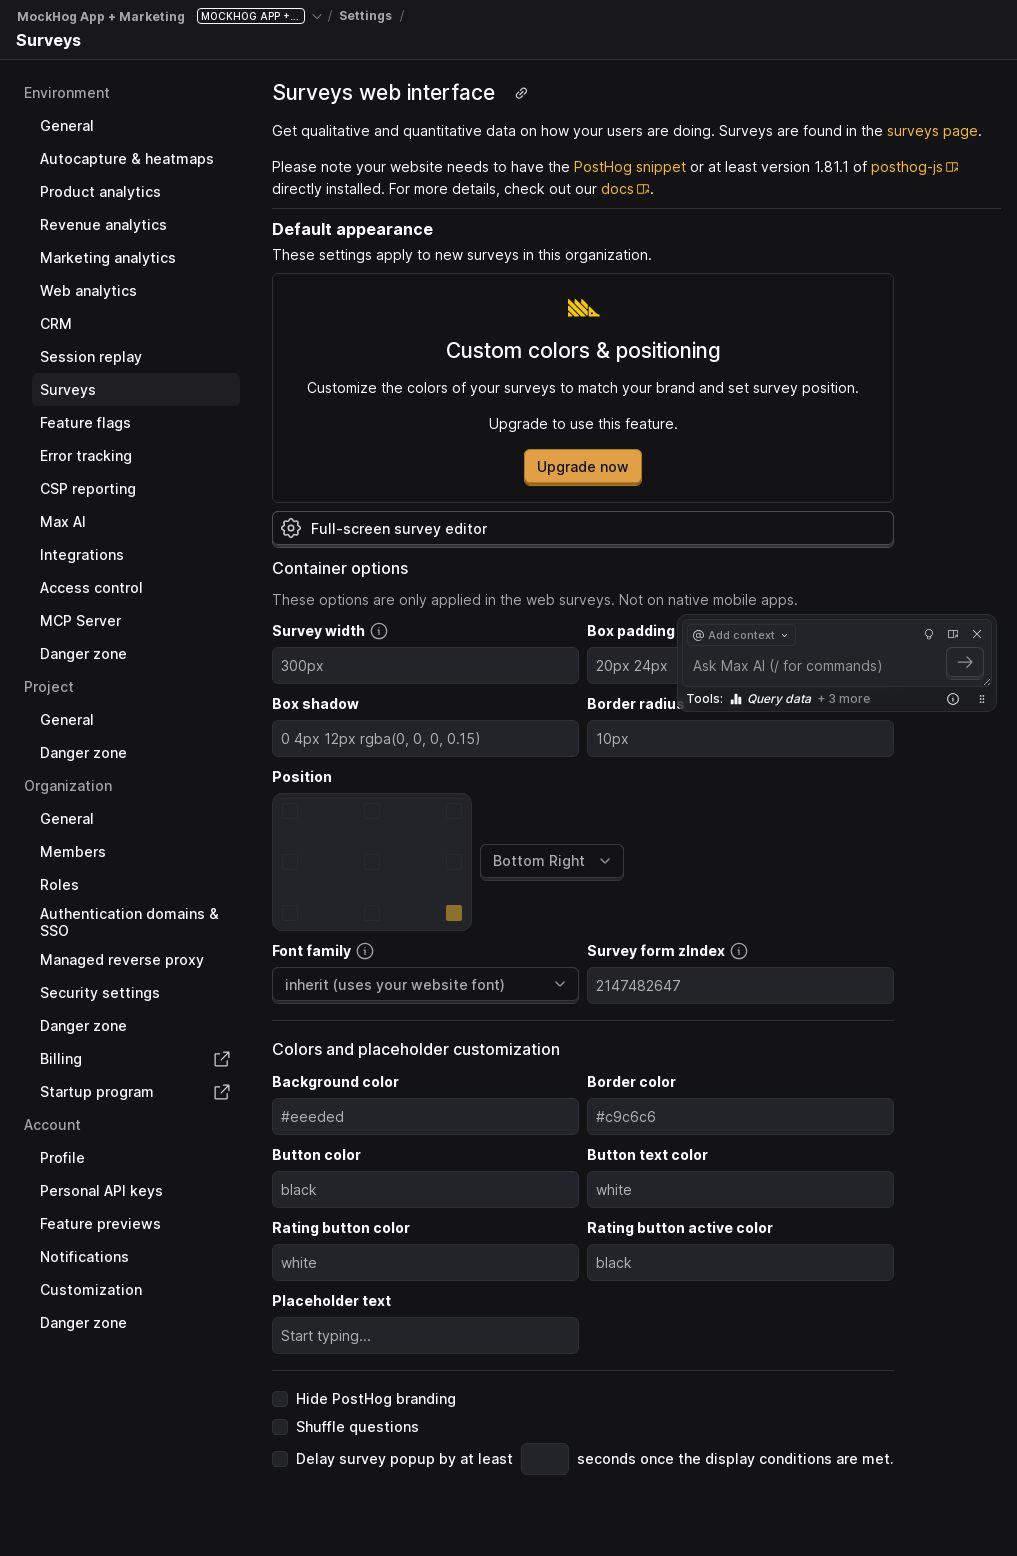 MockHog App + Marketing MOCKHOG APP +... / Settings /
Surveys
Environment
General
Autocapture & heatmaps
Product analytics
Revenue analytics
Marketing analytics
Web analytics
CRM
Session replay
Surveys
Feature flags
Error tracking
CSP reporting
Max AI
Integrations
Access control
MCP Server
Danger zone
Project
General
Danger zone
Organization
General
Members
Roles
Authentication domains &
SSO
Managed reverse proxy
Security settings
Danger zone
Billing
Startup program
Account
Profile
Personal API keys
Feature previews
Notifications
Customization
Danger zone
Surveys web interface
Get qualitative and quantitative data on how your users are doing. Surveys are found in the surveys page.
Please note your website needs to have the PostHog snippet or at least version 1.81.1 of posthog-js
directly installed. For more details, check out our docs.
Default appearance
These settings apply to new surveys in this organization.
Custom colors & positioning
Customize the colors of your surveys to match your brand and set survey position.
Upgrade to use this feature.
Upgrade now
Full-screen survey editor
Container options
These options are only applied in the web surveys. Not on native mobile apps.
Survey width Box padding
300px 20px 24px
Box shadow Border radius
0 4px 12px rgba(0, 0, 0, 0.15) 10px
@ Add context
Ask Max AI (/ for commands)
Tools: Query data + 3 more
Position
Bottom Right
Font family Survey form zIndex
inherit (uses your website font) 2147482647
Colors and placeholder customization
Background color Border color
#eeeded #c9c6c6
Button color Button text color
black white
Rating button color Rating button active color
white black
Placeholder text
Start typing...
Hide PostHog branding
Shuffle questions
Delay survey popup by at least seconds once the display conditions are met.